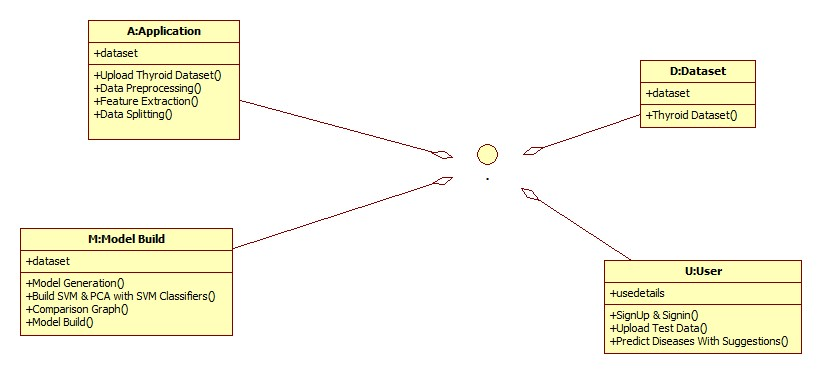 A:Application
+dataset
+Upload Thyroid Dataset()
+Data Preprocessing()
+Feature Extraction()
+Data Splitting()
D:Dataset
+dataset
+Thyroid Dataset()
M:Model Build
+dataset
+Model Generation()
+Build SVM & PCA with SVM Classifiers()
+Comparison Graph()
+Model Build()
U:User
+usedetails
+SignUp & Signin()
+Upload Test Data()
+Predict Diseases With Suggestions()